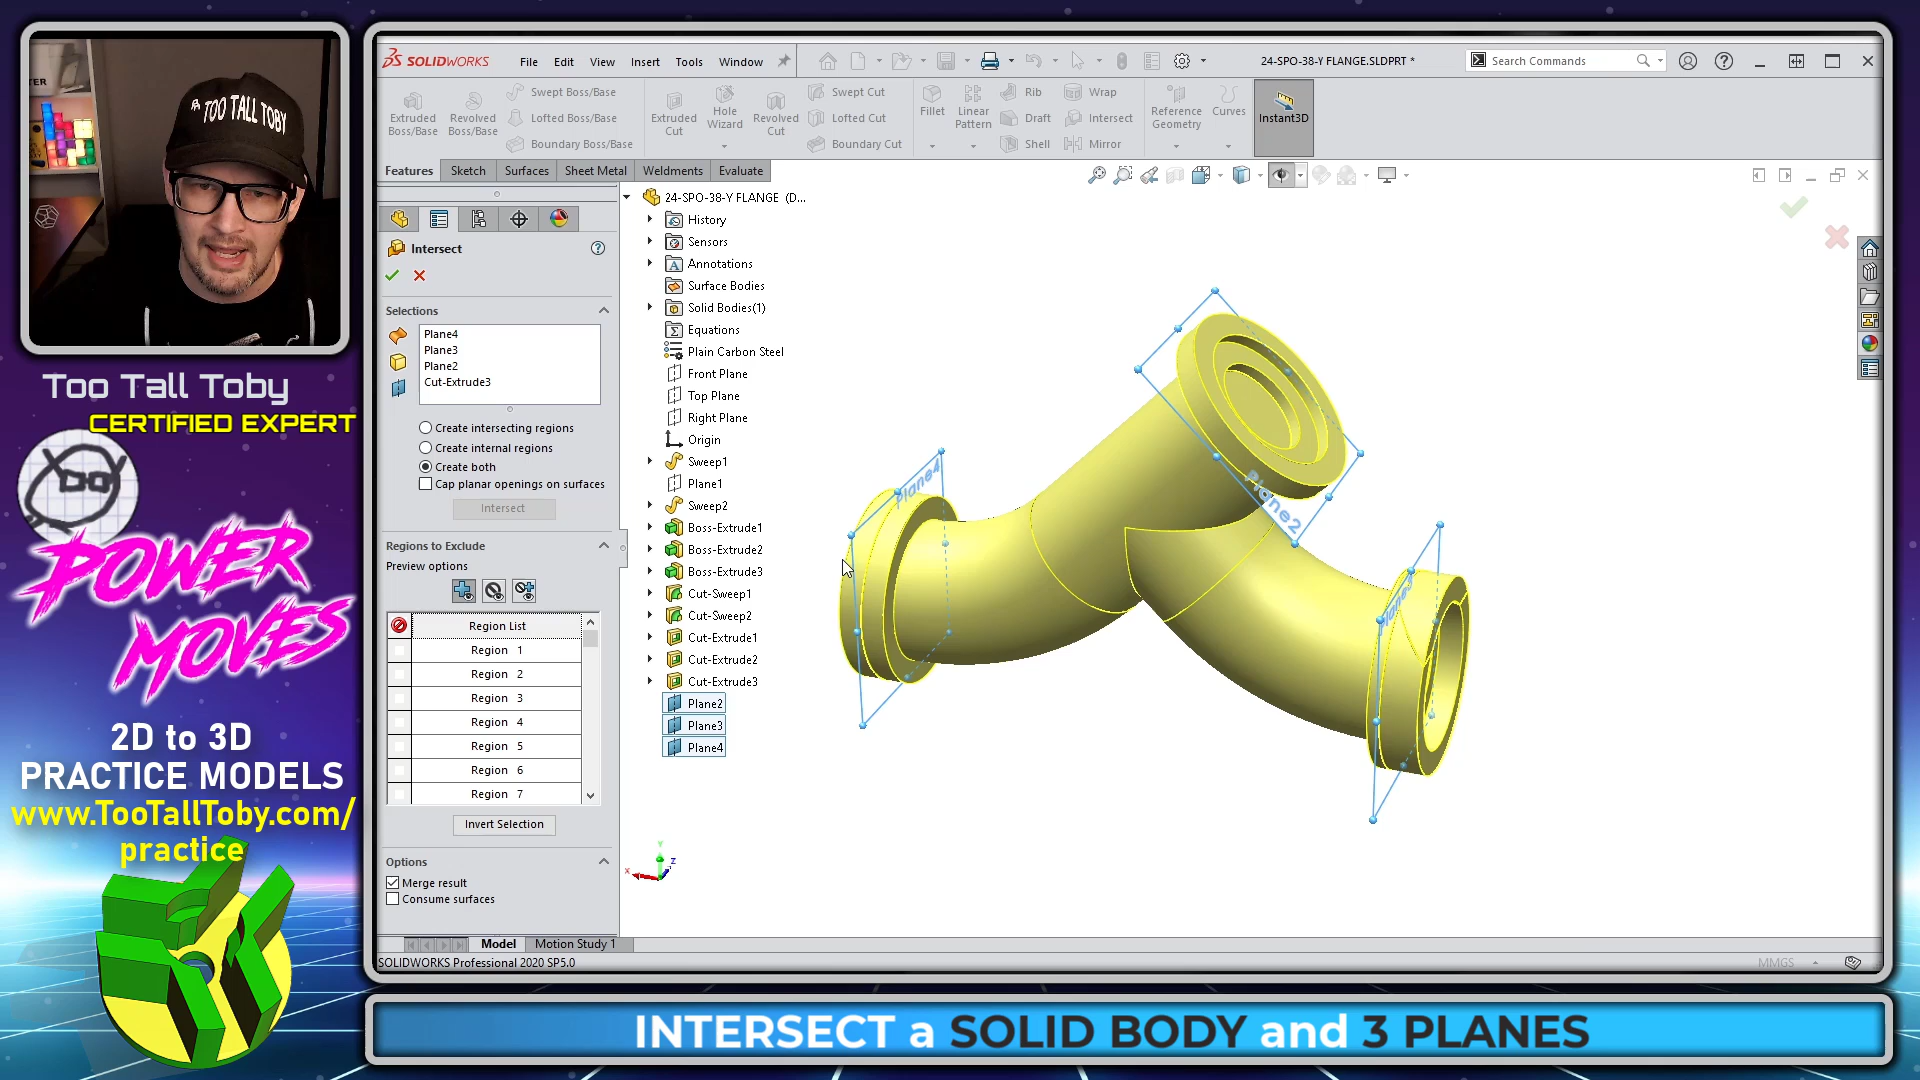 TOO TALL TOBY
Too Tall Toby
CERTIFIED EXPERT
POWER
MOVES
2D to 3D
PRACTICE MODELS
www.TooTallToby.com/
practice
SOLIDWORKS
File Edit View Insert Tools Window
24-SPO-38-Y FLANGE.SLDPRT *
Search Commands
Extruded Boss/Base
Revolved Boss/Base
Swept Boss/Base
Lofted Boss/Base
Boundary Boss/Base
Extruded Cut
Hole Wizard
Revolved Cut
Swept Cut
Lofted Cut
Boundary Cut
Fillet
Linear Pattern
Rib
Draft
Shell
Wrap
Intersect
Mirror
Reference Geometry
Curves
Instant3D
Features Sketch Surfaces Sheet Metal Weldments Evaluate
Intersect
Selections
Plane4
Plane3
Plane2
Cut-Extrude3
Create intersecting regions
Create internal regions
Create both
Cap planar openings on surfaces
Intersect
Regions to Exclude
Preview options
Region List
Region 1
Region 2
Region 3
Region 4
Region 5
Region 6
Region 7
Invert Selection
Options
Merge result
Consume surfaces
24-SPO-38-Y FLANGE (D...
History
Sensors
Annotations
Surface Bodies
Solid Bodies(1)
Equations
Plain Carbon Steel
Front Plane
Top Plane
Right Plane
Origin
Sweep1
Plane1
Sweep2
Boss-Extrude1
Boss-Extrude2
Boss-Extrude3
Cut-Sweep1
Cut-Sweep2
Cut-Extrude1
Cut-Extrude2
Cut-Extrude3
Plane2
Plane3
Plane4
Plane4
Plane2
Plane3
Y
Z
X
Model Motion Study 1
SOLIDWORKS Professional 2020 SP5.0
MMGS
INTERSECT a SOLID BODY and 3 PLANES